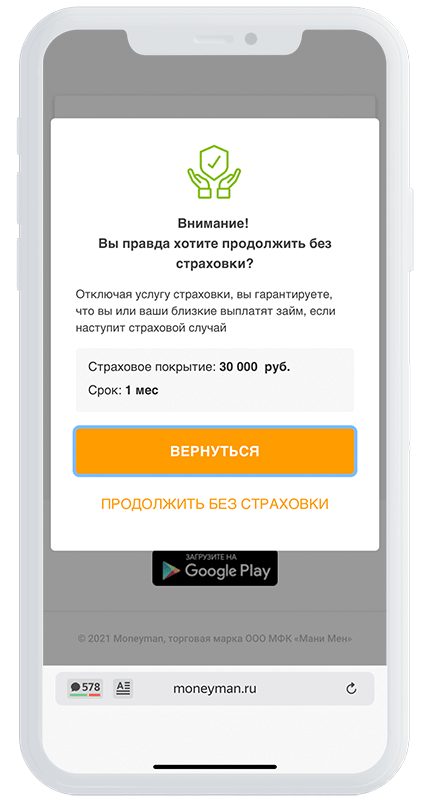 Внимание!
Вы правда хотите продолжить без
страховки?
Отключая услугу страховки, вы гарантируете,
что вы или ваши близкие выплатят займ, если
наступит страховой случай
Страховое покрытие: 30 000 руб.
Срок: 1 мес
ВЕРНУТЬСЯ
ПРОДОЛЖИТЬ БЕЗ СТРАХОВКИ
ЗАГРУЗИТЕ НА
Google Play
© 2021 Moneyman, торговая марка ООО МФК «Мани Мен»
578
moneyman.ru